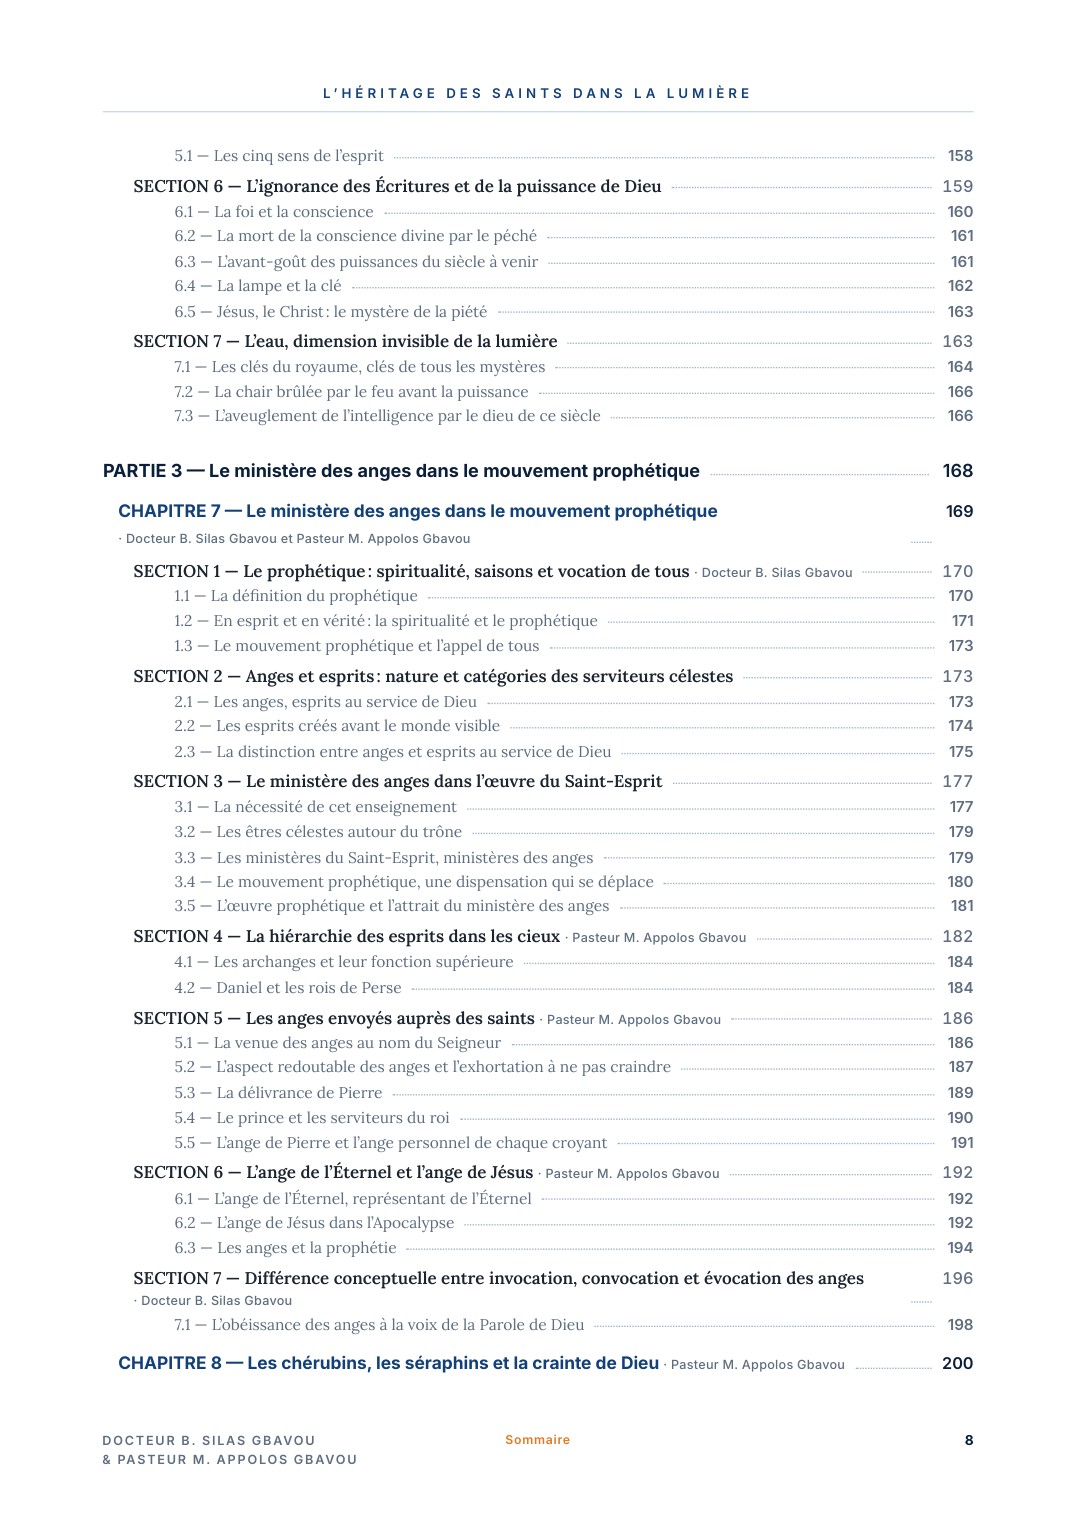 L’HÉRITAGE DES SAINTS DANS LA LUMIÈRE
5.1 — Les cinq sens de l’esprit 158
SECTION 6 — L’ignorance des Écritures et de la puissance de Dieu 159
6.1 — La foi et la conscience 160
6.2 — La mort de la conscience divine par le péché 161
6.3 — L’avant-goût des puissances du siècle à venir 161
6.4 — La lampe et la clé 162
6.5 — Jésus, le Christ : le mystère de la piété 163
SECTION 7 — L’eau, dimension invisible de la lumière 163
7.1 — Les clés du royaume, clés de tous les mystères 164
7.2 — La chair brûlée par le feu avant la puissance 166
7.3 — L’aveuglement de l’intelligence par le dieu de ce siècle 166
PARTIE 3 — Le ministère des anges dans le mouvement prophétique 168
CHAPITRE 7 — Le ministère des anges dans le mouvement prophétique 169
· Docteur B. Silas Gbavou et Pasteur M. Appolos Gbavou
SECTION 1 — Le prophétique : spiritualité, saisons et vocation de tous · Docteur B. Silas Gbavou 170
1.1 — La définition du prophétique 170
1.2 — En esprit et en vérité : la spiritualité et le prophétique 171
1.3 — Le mouvement prophétique et l’appel de tous 173
SECTION 2 — Anges et esprits : nature et catégories des serviteurs célestes 173
2.1 — Les anges, esprits au service de Dieu 173
2.2 — Les esprits créés avant le monde visible 174
2.3 — La distinction entre anges et esprits au service de Dieu 175
SECTION 3 — Le ministère des anges dans l’œuvre du Saint-Esprit 177
3.1 — La nécessité de cet enseignement 177
3.2 — Les êtres célestes autour du trône 179
3.3 — Les ministères du Saint-Esprit, ministères des anges 179
3.4 — Le mouvement prophétique, une dispensation qui se déplace 180
3.5 — L’œuvre prophétique et l’attrait du ministère des anges 181
SECTION 4 — La hiérarchie des esprits dans les cieux · Pasteur M. Appolos Gbavou 182
4.1 — Les archanges et leur fonction supérieure 184
4.2 — Daniel et les rois de Perse 184
SECTION 5 — Les anges envoyés auprès des saints · Pasteur M. Appolos Gbavou 186
5.1 — La venue des anges au nom du Seigneur 186
5.2 — L’aspect redoutable des anges et l’exhortation à ne pas craindre 187
5.3 — La délivrance de Pierre 189
5.4 — Le prince et les serviteurs du roi 190
5.5 — L’ange de Pierre et l’ange personnel de chaque croyant 191
SECTION 6 — L’ange de l’Éternel et l’ange de Jésus · Pasteur M. Appolos Gbavou 192
6.1 — L’ange de l’Éternel, représentant de l’Éternel 192
6.2 — L’ange de Jésus dans l’Apocalypse 192
6.3 — Les anges et la prophétie 194
SECTION 7 — Différence conceptuelle entre invocation, convocation et évocation des anges 196
· Docteur B. Silas Gbavou
7.1 — L’obéissance des anges à la voix de la Parole de Dieu 198
CHAPITRE 8 — Les chérubins, les séraphins et la crainte de Dieu · Pasteur M. Appolos Gbavou 200
DOCTEUR B. SILAS GBAVOU
& PASTEUR M. APPOLOS GBAVOU
Sommaire
8